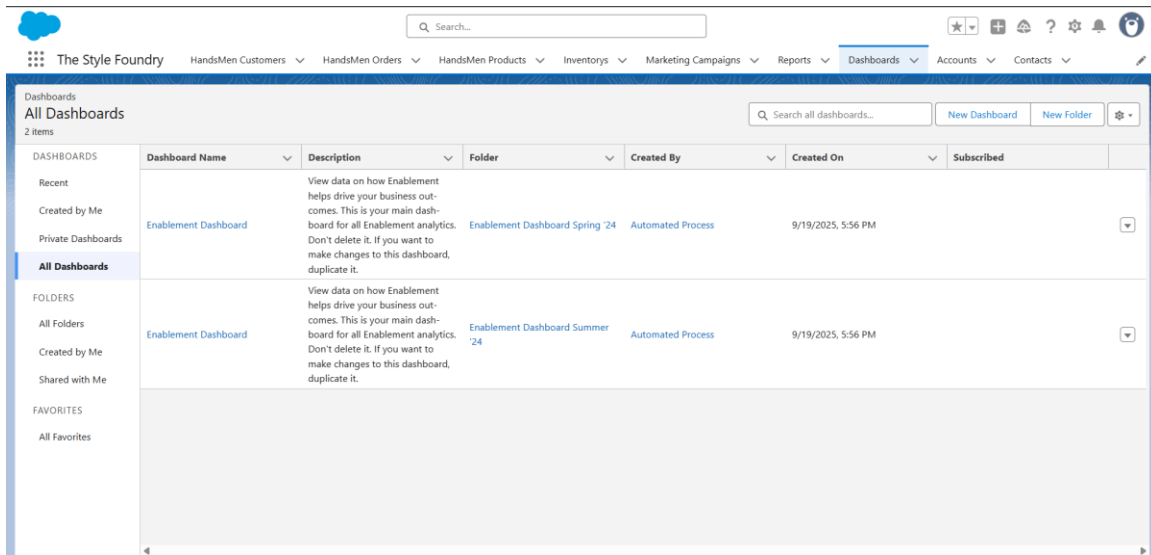 Search...
The Style Foundry
HandsMen Customers
HandsMen Orders
HandsMen Products
Inventorys
Marketing Campaigns
Reports
Dashboards
Accounts
Contacts
Dashboards
All Dashboards
2 items
Search all dashboards...
New Dashboard
New Folder
DASHBOARDS
Recent
Created by Me
Private Dashboards
All Dashboards
FOLDERS
All Folders
Created by Me
Shared with Me
FAVORITES
All Favorites
Dashboard Name
Description
Folder
Created By
Created On
Subscribed
Enablement Dashboard
View data on how Enablement
helps drive your business out-
comes. This is your main dash-
board for all Enablement analytics.
Don't delete it. If you want to
make changes to this dashboard,
duplicate it.
Enablement Dashboard Spring '24
Automated Process
9/19/2025, 5:56 PM
Enablement Dashboard
View data on how Enablement
helps drive your business out-
comes. This is your main dash-
board for all Enablement analytics.
Don't delete it. If you want to
make changes to this dashboard,
duplicate it.
Enablement Dashboard Summer
'24
Automated Process
9/19/2025, 5:56 PM